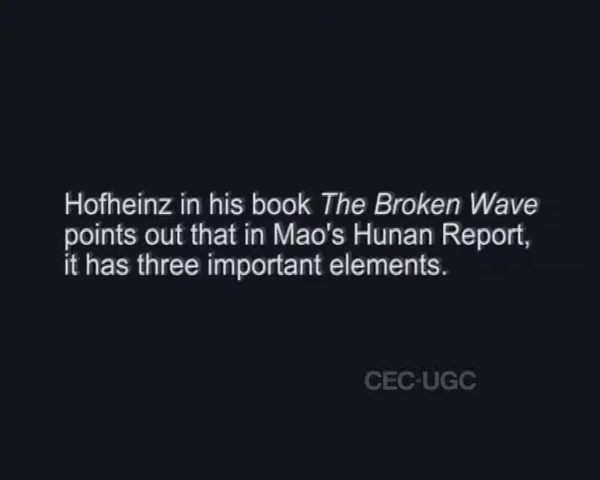 Hofheinz in his book The Broken Wave
points out that in Mao's Hunan Report,
it has three important elements.
CEC-UGC